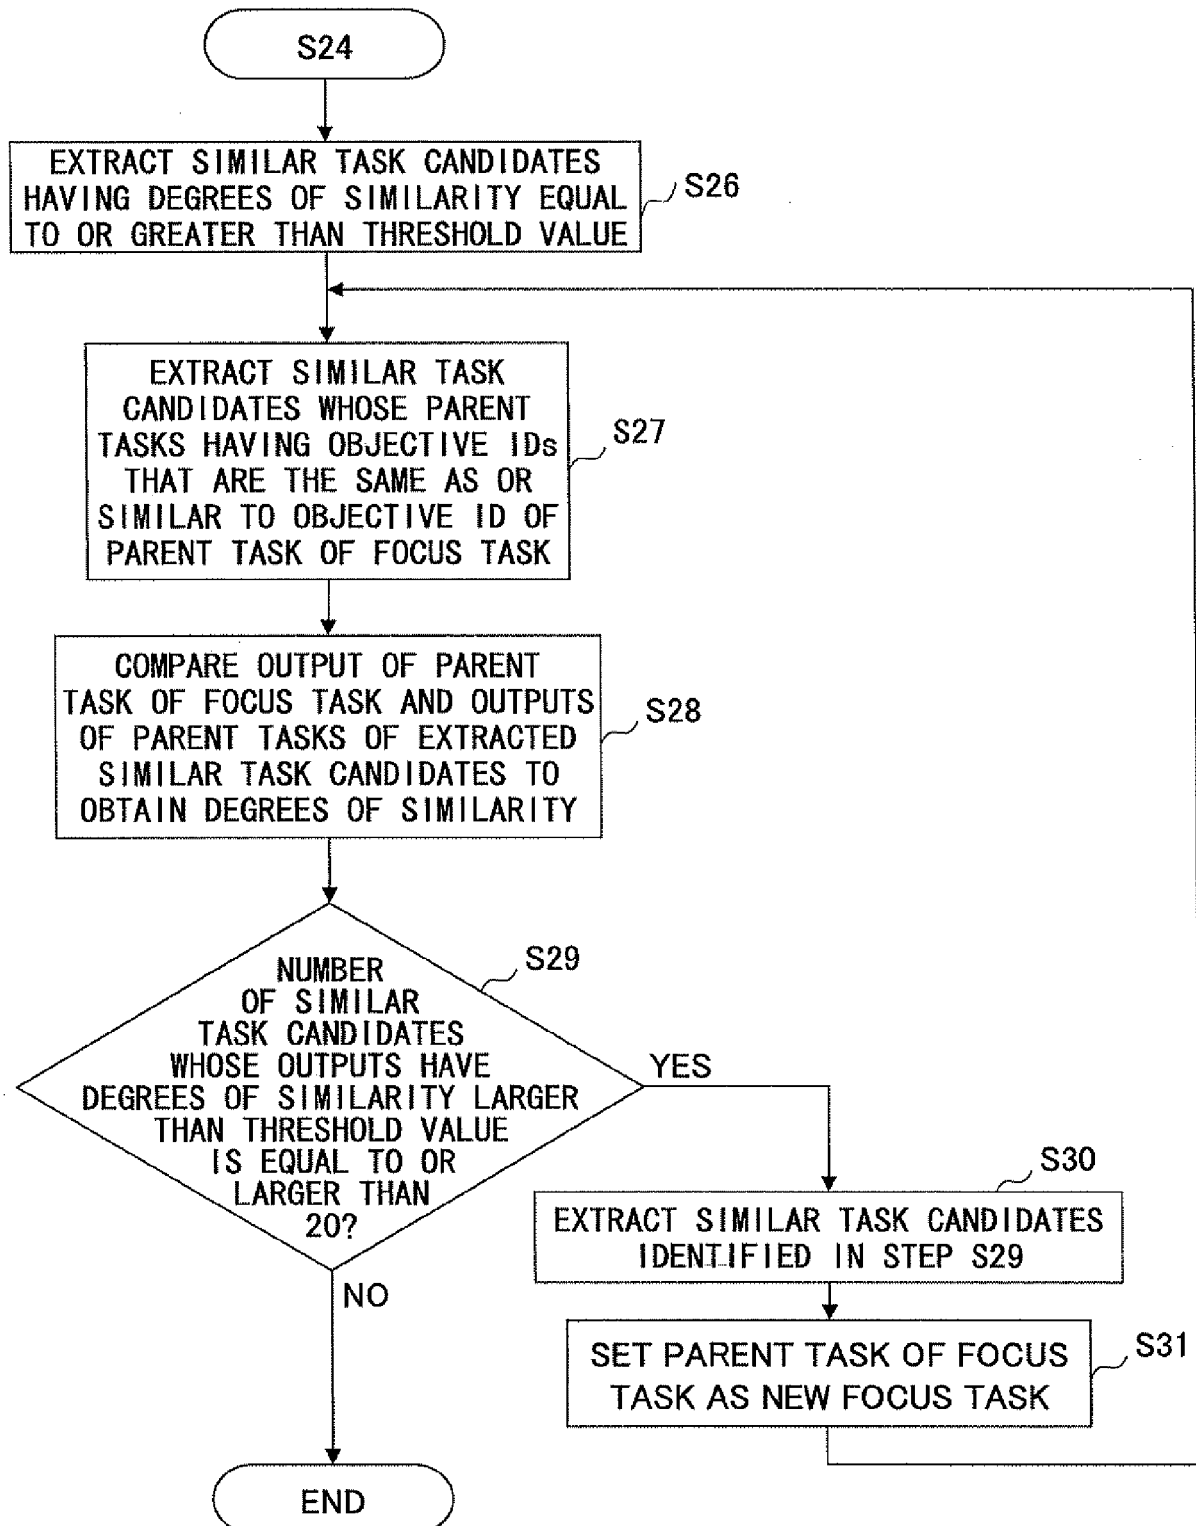 S24
EXTRACT SIMILAR TASK CANDIDATES
HAVING DEGREES OF SIMILARITY EQUAL
TO OR GREATER THAN THRESHOLD VALUE
S26
EXTRACT SIMILAR TASK
CANDIDATES WHOSE PARENT
TASKS HAVING OBJECTIVE IDs
THAT ARE THE SAME AS OR
SIMILAR TO OBJECTIVE ID OF
PARENT TASK OF FOCUS TASK
S27
COMPARE OUTPUT OF PARENT
TASK OF FOCUS TASK AND OUTPUTS
OF PARENT TASKS OF EXTRACTED
SIMILAR TASK CANDIDATES TO
OBTAIN DEGREES OF SIMILARITY
S28
NUMBER
OF SIMILAR
TASK CANDIDATES
WHOSE OUTPUTS HAVE
DEGREES OF SIMILARITY LARGER
THAN THRESHOLD VALUE
IS EQUAL TO OR
LARGER THAN
20?
S29
YES
S30
EXTRACT SIMILAR TASK CANDIDATES
IDENTIFIED IN STEP S29
SET PARENT TASK OF FOCUS
TASK AS NEW FOCUS TASK
S31
NO
END